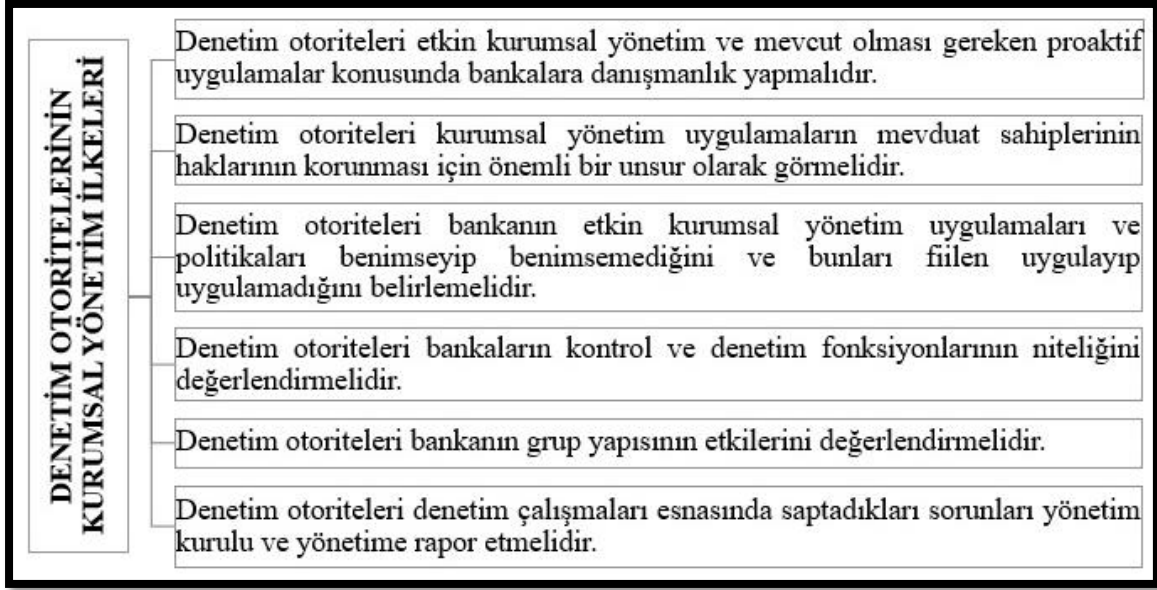 DENETİM OTORİTELERİNİN
KURUMSAL YÖNETİM İLKELERİ
Denetim otoriteleri etkin kurumsal yönetim ve mevcut olması gereken proaktif
uygulamalar konusunda bankalara danışmanlık yapmalıdır.
Denetim otoriteleri kurumsal yönetim uygulamaların mevduat sahiplerinin
haklarının korunması için önemli bir unsur olarak görmelidir.
Denetim otoriteleri bankanın etkin kurumsal yönetim uygulamaları ve
politikaları benimseyip benimsemediğini ve bunları fiilen uygulayıp
uygulamadığını belirlemelidir.
Denetim otoriteleri bankaların kontrol ve denetim fonksiyonlarının niteliğini
değerlendirmelidir.
Denetim otoriteleri bankanın grup yapısının etkilerini değerlendirmelidir.
Denetim otoriteleri denetim çalışmaları esnasında saptadıkları sorunları yönetim
kurulu ve yönetime rapor etmelidir.